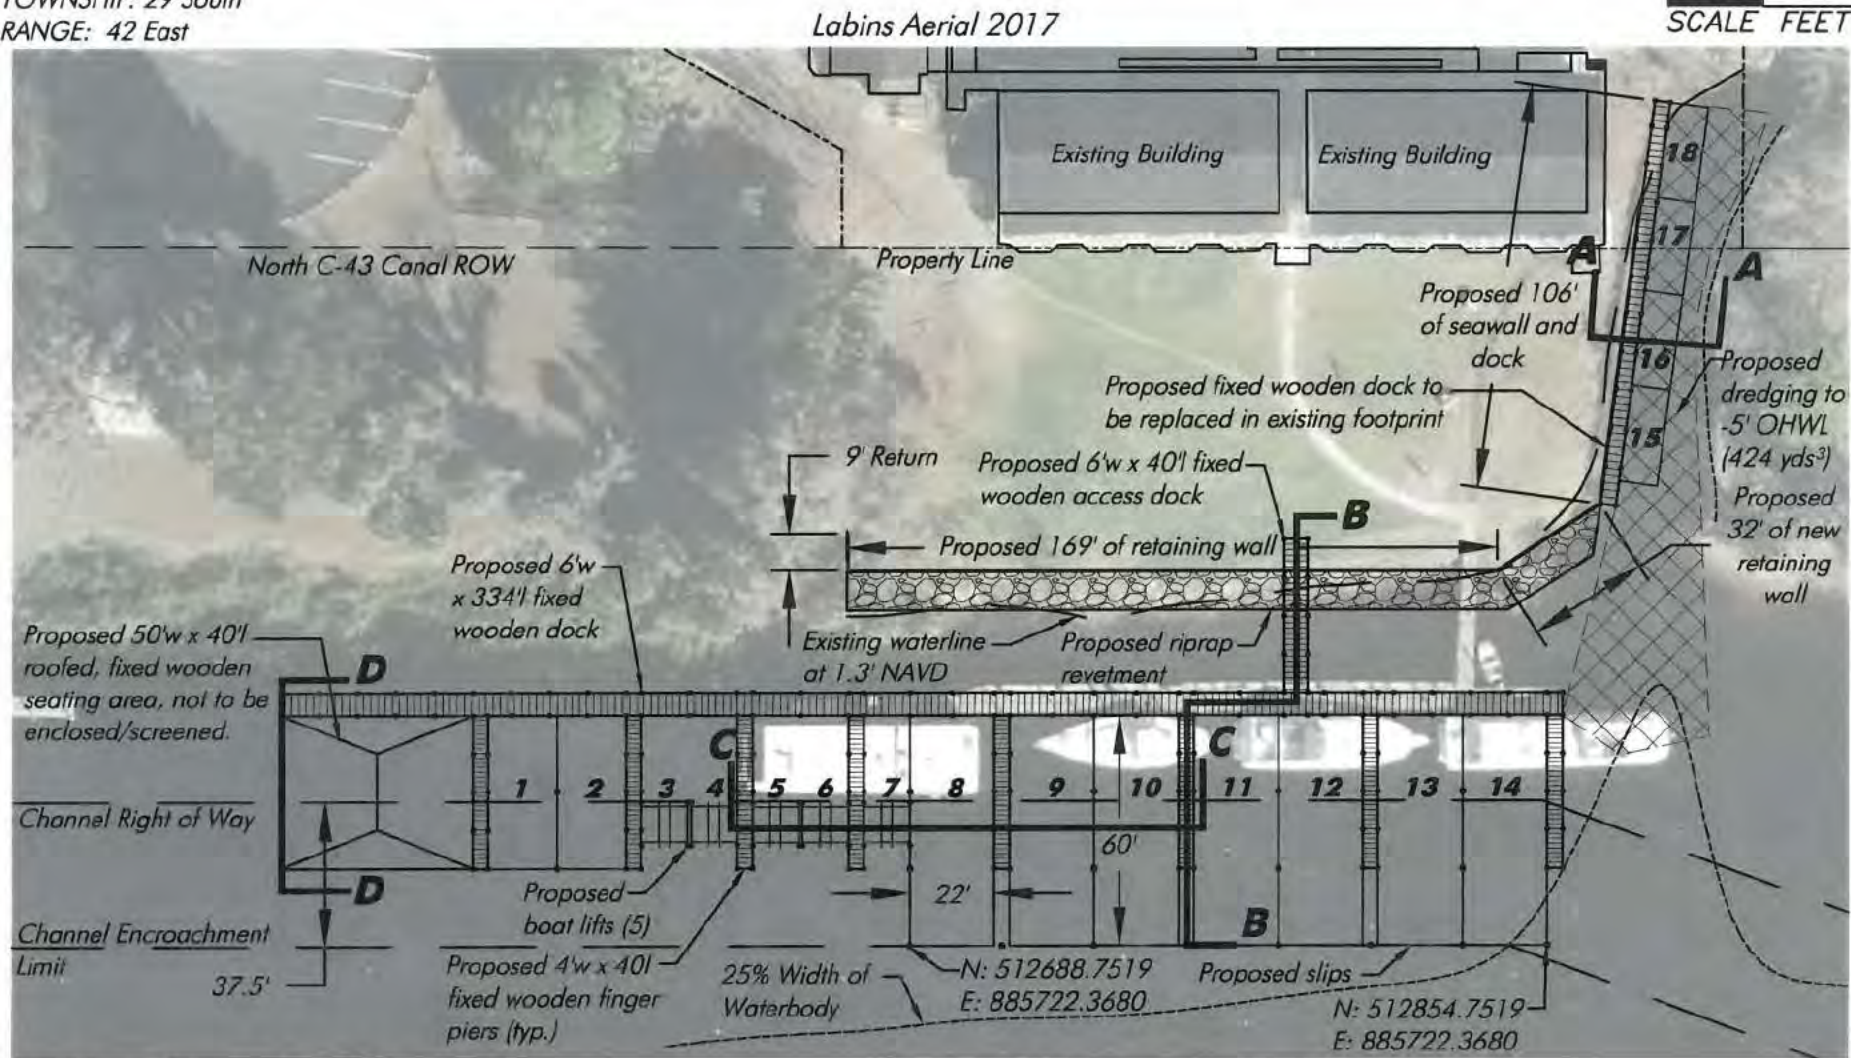 TOWNSHIP: 29 South
RANGE: 42 East
Labins Aerial 2017
SCALE FEET
Existing Building
Existing Building
18
17
North C-43 Canal ROW
Property Line
A
A
Proposed 106'
of seawall and
dock
16
Proposed
dredging to
-5' OHWL
(424 yds³)
Proposed fixed wooden dock to
be replaced in existing footprint
15
9' Return
Proposed 6'w x 40'l fixed
wooden access dock
Proposed
32' of new
retaining
wall
B
Proposed 169' of retaining wall
Proposed 6'w
x 334'l fixed
wooden dock
Proposed 50'w x 40'l
roofed, fixed wooden
seating area, not to be
enclosed/screened.
Existing waterline
at 1.3' NAVD
Proposed riprap
revetment
D
C
C
1 2 3 4 5 6 7 8 9 10 11 12 13 14
Channel Right of Way
60'
D
Proposed
boat lifts (5)
22'
B
Channel Encroachment
Limit
37.5'
Proposed 4'w x 40l
fixed wooden finger
piers (typ.)
25% Width of
Waterbody
N: 512688.7519
E: 885722.3680
Proposed slips
N: 512854.7519
E: 885722.3680